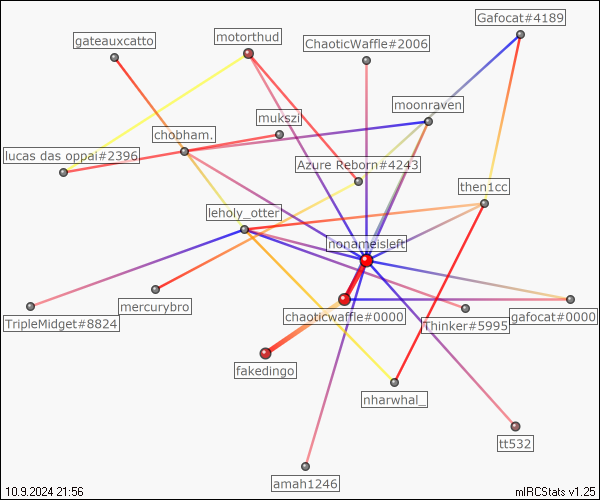 Gafocat#4189
motorthud
gateauxcatto
ChaoticWaffle#2006
moonraven
mukszi
chobham.
lucas das oppai#2396
Azure Reborn#4243
then1cc
leholy_otter
nonameisleft
mercurybro
chaoticwaffle#0000
gafocat#0000
TripleMidget#8824
Thinker#5995
fakedingo
nharwhal_
tt532
amah1246
10.9.2024 21:56
mIRCStats v1.25